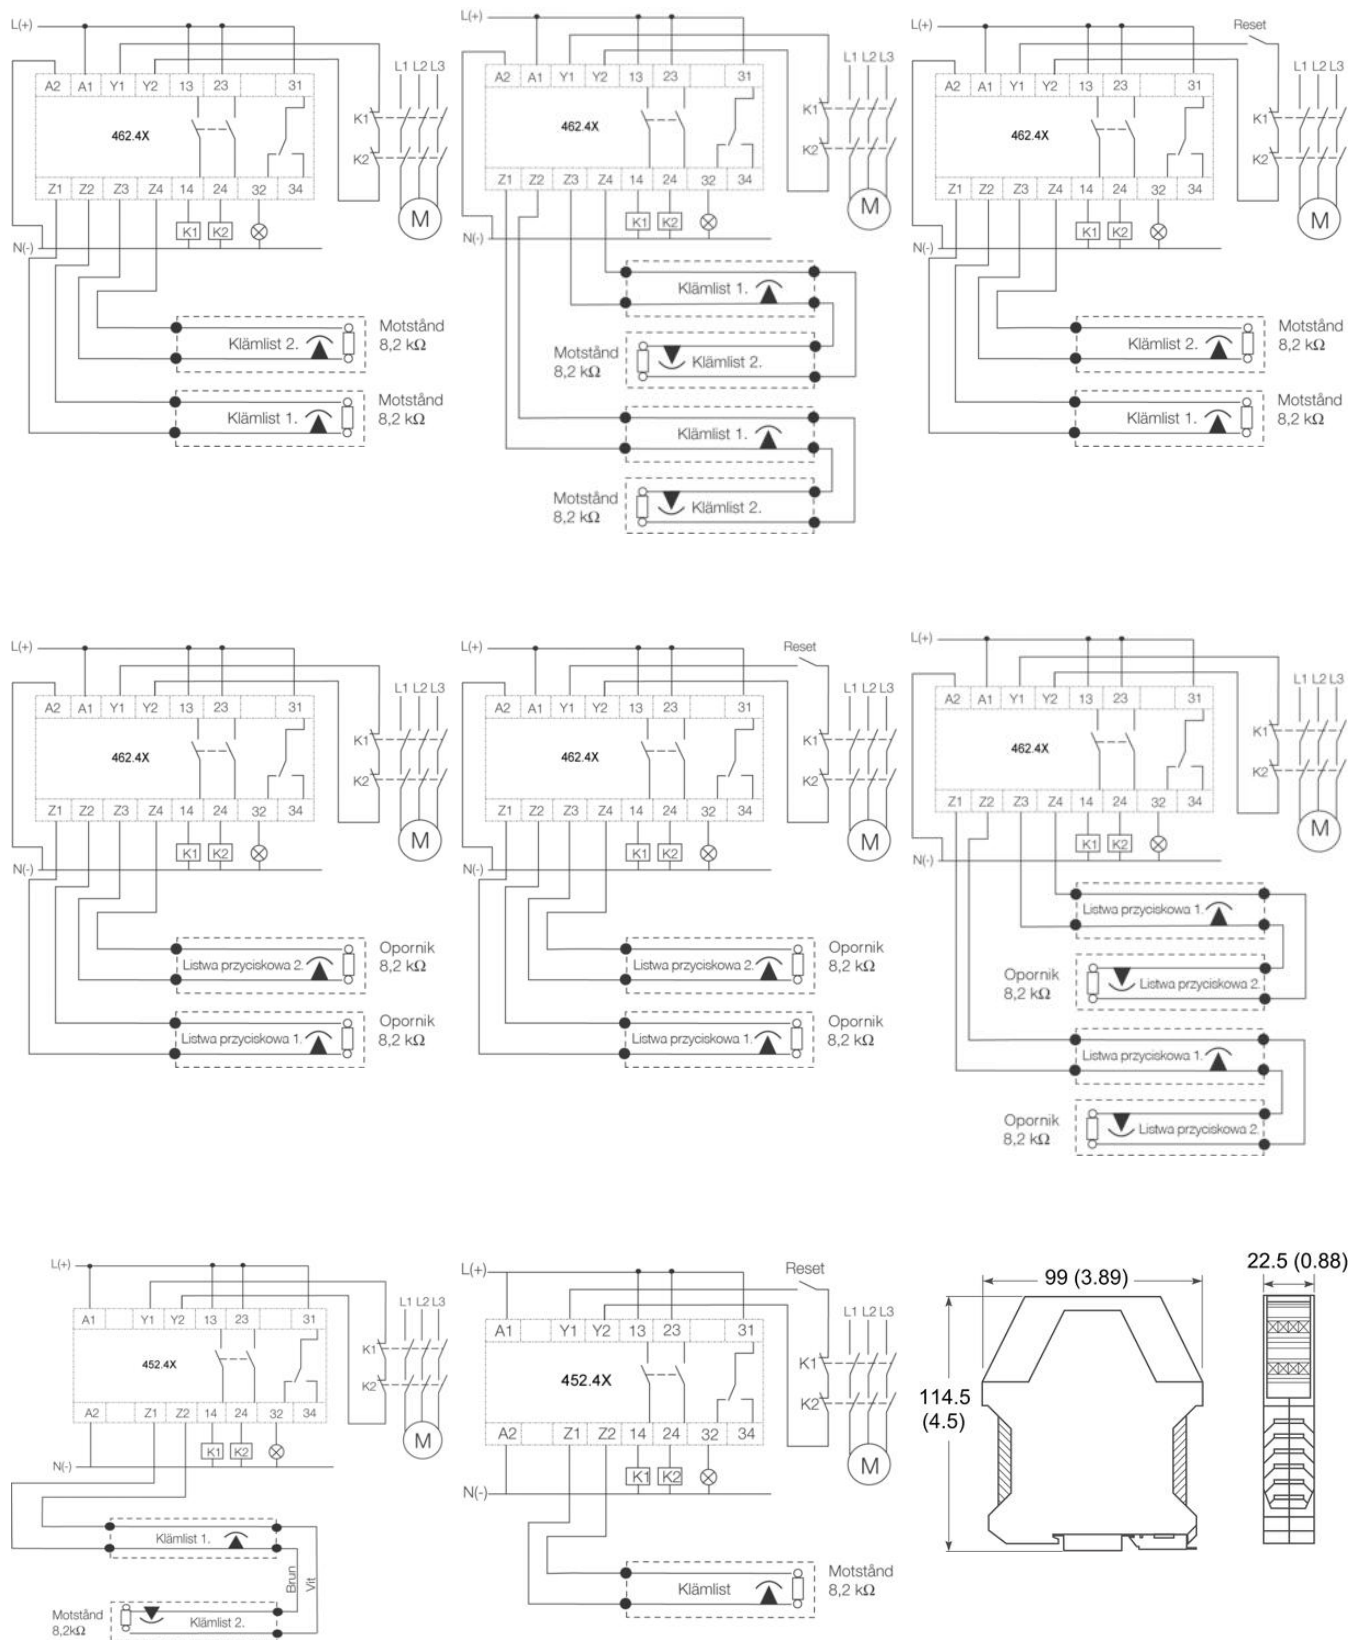 L(+)
L1 L2 L3
A2 A1 Y1 Y2 13 23 31
K1
462.4X
K2
Z1 Z2 Z3 Z4 14 24 32 34
K1 K2
M
N(-)
Klämlist 2.
Motstånd
8,2 kΩ
Klämlist 1.
Motstånd
8,2 kΩ
L(+)
L1 L2 L3
A2 A1 Y1 Y2 13 23 31
K1
462.4X
K2
Z1 Z2 Z3 Z4 14 24 32 34
K1 K2
M
N(-)
Klämlist 1.
Motstånd
8,2 kΩ
Klämlist 2.
Klämlist 1.
Motstånd
8,2 kΩ
Klämlist 2.
L(+)
Reset
L1 L2 L3
A2 A1 Y1 Y2 13 23 31
K1
462.4X
K2
Z1 Z2 Z3 Z4 14 24 32 34
K1 K2
M
N(-)
Klämlist 2.
Motstånd
8,2 kΩ
Klämlist 1.
Motstånd
8,2 kΩ
L(+)
L1 L2 L3
A2 A1 Y1 Y2 13 23 31
K1
462.4X
K2
Z1 Z2 Z3 Z4 14 24 32 34
K1 K2
M
N(-)
Listwa przyciskowa 2.
Opornik
8,2 kΩ
Listwa przyciskowa 1.
Opornik
8,2 kΩ
L(+)
Reset
L1 L2 L3
A2 A1 Y1 Y2 13 23 31
K1
462.4X
K2
Z1 Z2 Z3 Z4 14 24 32 34
K1 K2
M
N(-)
Listwa przyciskowa 2.
Opornik
8,2 kΩ
Listwa przyciskowa 1.
Opornik
8,2 kΩ
L(+)
L1 L2 L3
A2 A1 Y1 Y2 13 23 31
K1
462.4X
K2
Z1 Z2 Z3 Z4 14 24 32 34
K1 K2
M
N(-)
Listwa przyciskowa 1.
Opornik
8,2 kΩ
Listwa przyciskowa 2.
Listwa przyciskowa 1.
Opornik
8,2 kΩ
Listwa przyciskowa 2.
L(+)
L1 L2 L3
A1 Y1 Y2 13 23 31
K1
452.4X
K2
A2 Z1 Z2 14 24 32 34
K1 K2
M
N(-)
Klämlist 1.
Brun
Vit
Motstånd
8,2kΩ
Klämlist 2.
L(+)
Reset
L1 L2 L3
A1 Y1 Y2 13 23 31
K1
452.4X
K2
A2 Z1 Z2 14 24 32 34
K1 K2
M
N(-)
Klämlist
Motstånd
8,2 kΩ
99 (3.89)
22.5 (0.88)
114.5
(4.5)